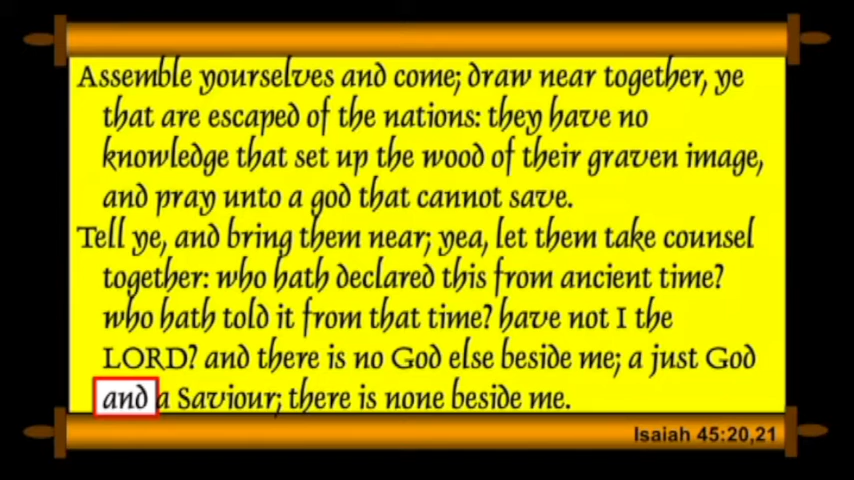 Assemble yourselves and come; draw near together, ye
that are escaped of the nations: they have no
knowledge that set up the wood of their graven image,
and pray unto a god that cannot save.
Tell ye, and bring them near; yea, let them take counsel
together: who hath declared this from ancient time?
who hath told it from that time? have not I the
LORD? and there is no God else beside me; a just God
and a Saviour; there is none beside me.
Isaiah 45:20,21